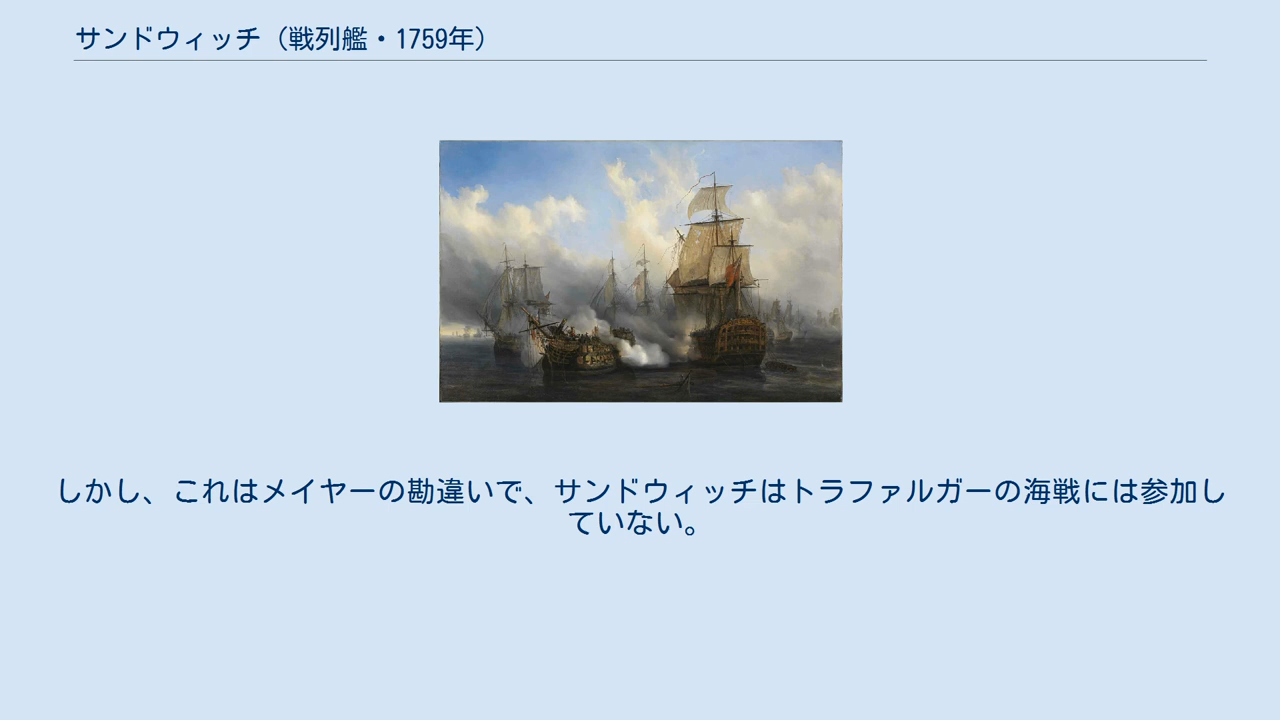 サンドウィッチ（戦列艦・1759年）
しかし、これはメイヤーの勘違いで、サンドウィッチはトラファルガーの海戦には参加し
ていない。